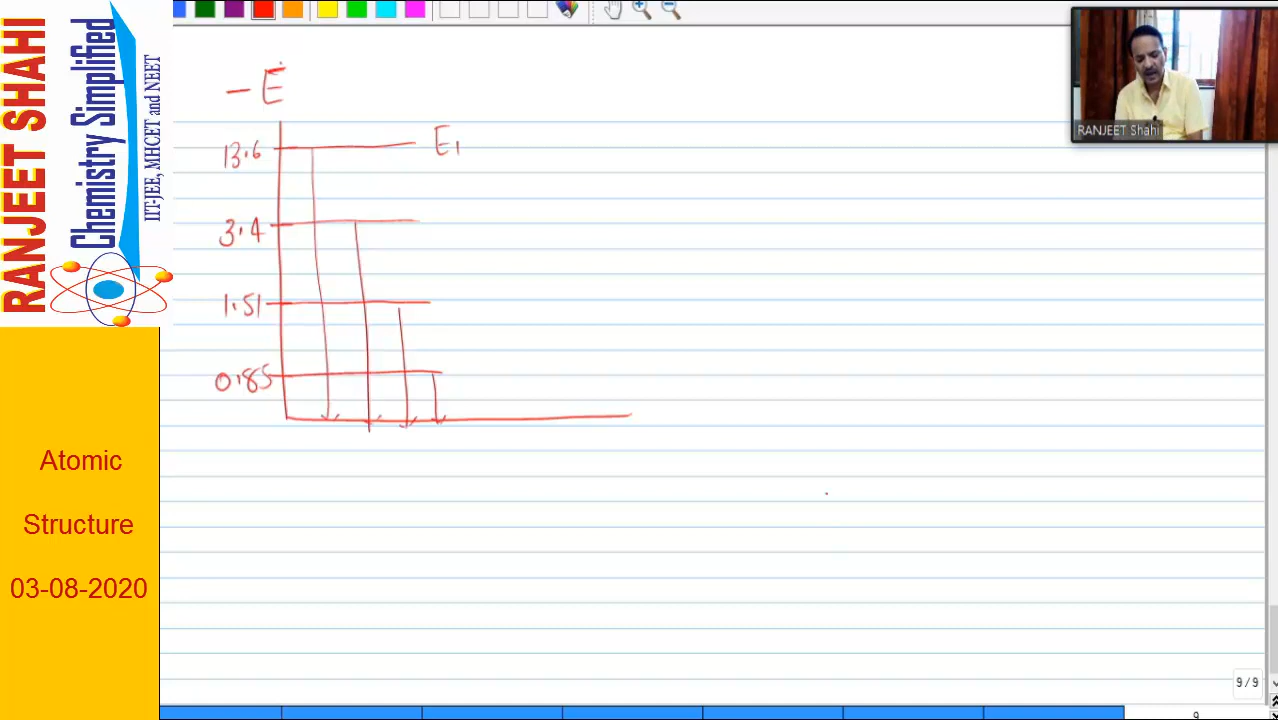 RANJEET SHAHI
Chemistry Simplified
IIT-JEE, MHCET and NEET
Atomic
Structure
03-08-2020
- E
13.6
E1
3.4
1.51
0.85
RANJEET Shahi
9/9
9